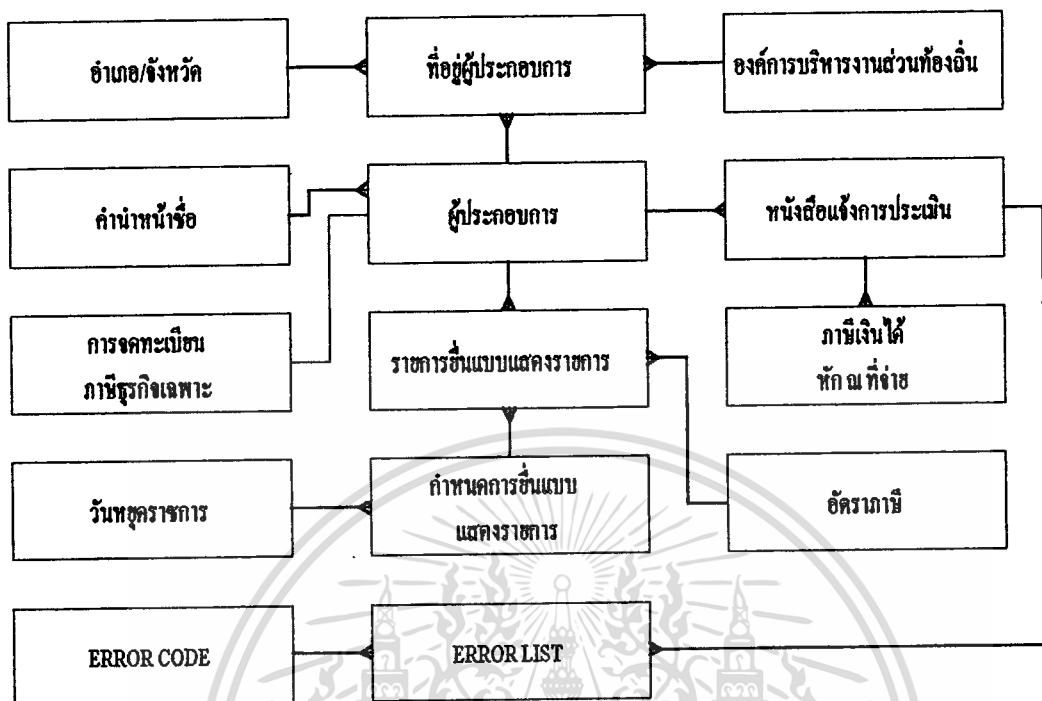 อำเภอ/จังหวัด
ที่อยู่ผู้ประกอบการ
องค์การบริหารงานส่วนท้องถิ่น
คำนำหน้าชื่อ
ผู้ประกอบการ
หนังสือแจ้งการประเมิน
การจดทะเบียน
ภาษีธุรกิจเฉพาะ
รายการยื่นแบบแสดงรายการ
ภาษีเงินได้
หัก ณ ที่จ่าย
วันหยุดราชการ
กำหนดการยื่นแบบ
แสดงรายการ
อัตราภาษี
ERROR CODE
ERROR LIST